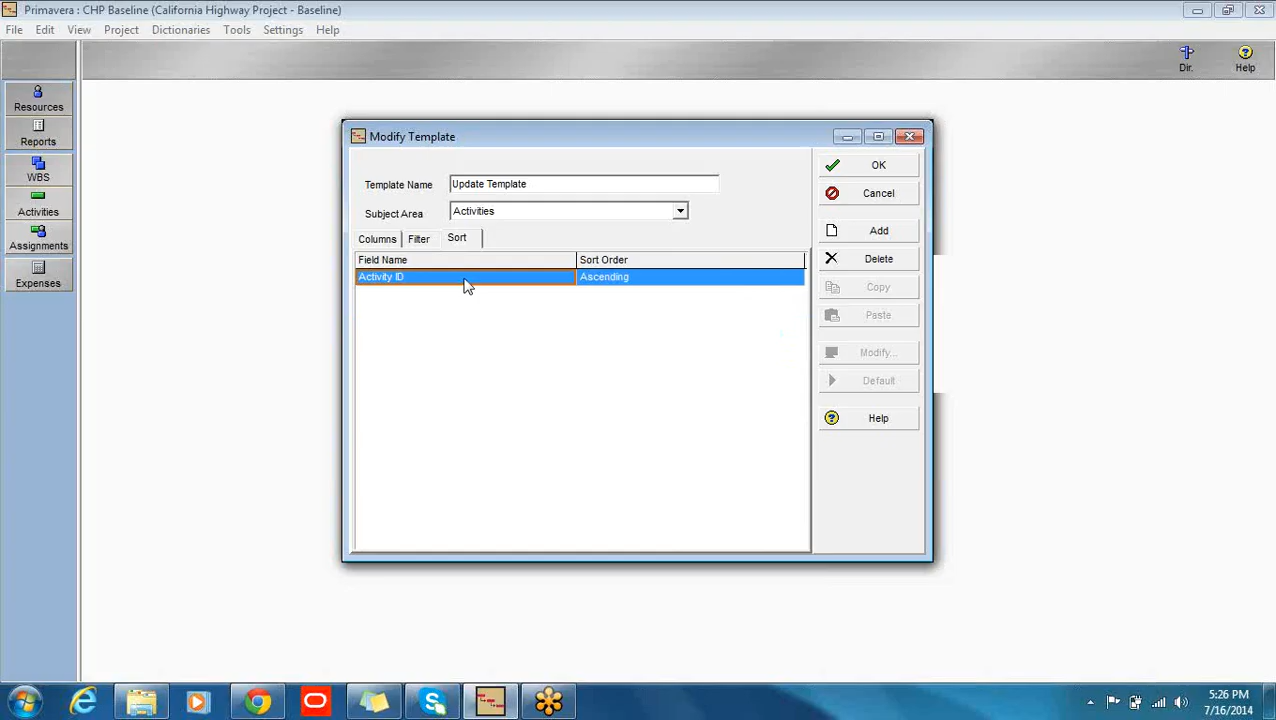 Primavera : CHP Baseline (California Highway Project - Baseline)
File Edit View Project Dictionaries Tools Settings Help
Dir. Help
Resources
Reports
WBS
Activities
Assignments
Expenses
Modify Template
Template Name Update Template
Subject Area Activities
Columns Filter Sort
Field Name Sort Order
Activity ID Ascending
OK
Cancel
Add
Delete
Copy
Paste
Modify...
Default
Help
5:26 PM
7/16/2014